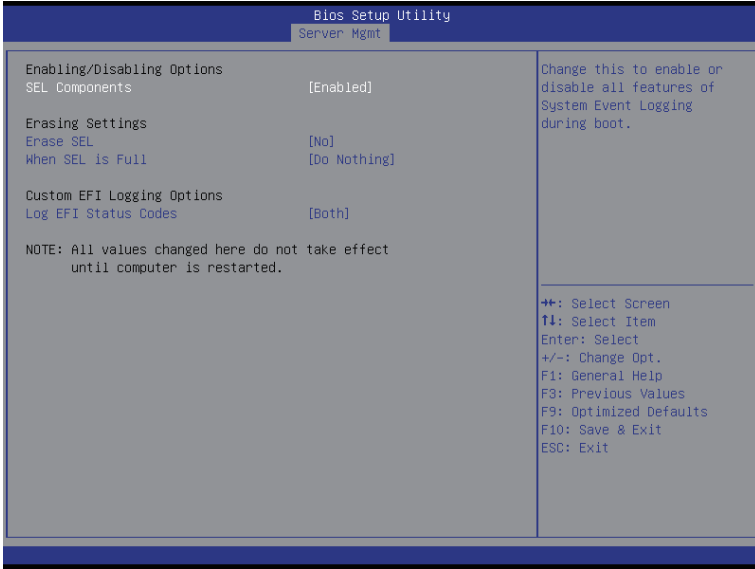 Bios Setup Utility
Server Mgmt
Enabling/Disabling Options
SEL Components [Enabled]
Erasing Settings
Erase SEL [No]
When SEL is Full [Do Nothing]
Custom EFI Logging Options
Log EFI Status Codes [Both]
NOTE: All values changed here do not take effect
until computer is restarted.
Change this to enable or
disable all features of
System Event Logging
during boot.
→←: Select Screen
↑↓: Select Item
Enter: Select
+/-: Change Opt.
F1: General Help
F3: Previous Values
F9: Optimized Defaults
F10: Save & Exit
ESC: Exit